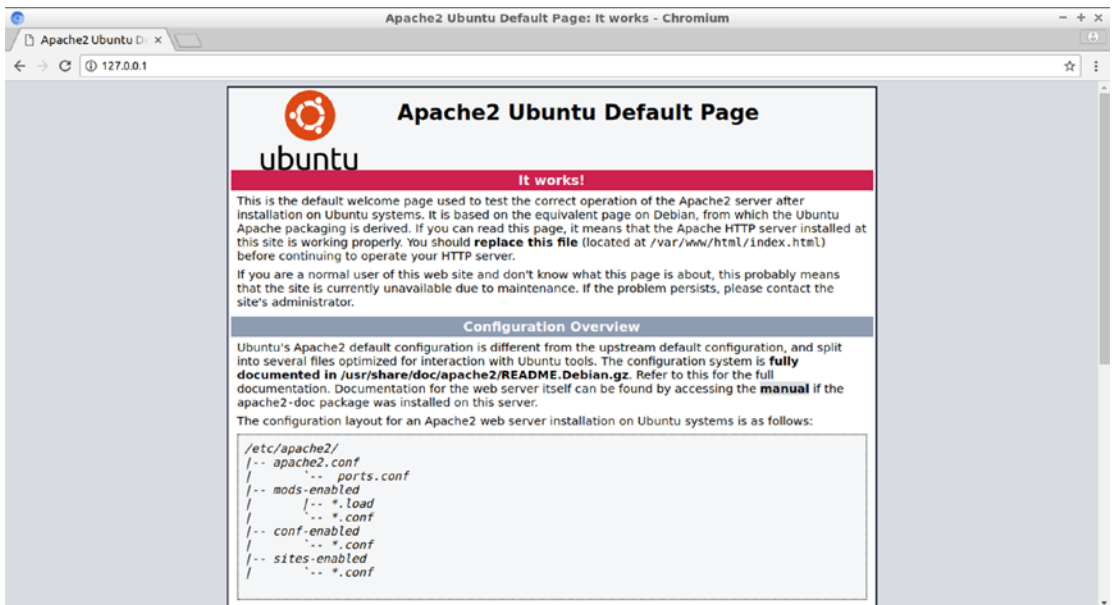 Apache2 Ubuntu Default Page: It works - Chromium
Apache2 Ubuntu D
127.0.0.1
ubuntu
Apache2 Ubuntu Default Page
It works!
This is the default welcome page used to test the correct operation of the Apache2 server after
installation on Ubuntu systems. It is based on the equivalent page on Debian, from which the Ubuntu
Apache packaging is derived. If you can read this page, it means that the Apache HTTP server installed at
this site is working properly. You should replace this file (located at /var/www/html/index.html)
before continuing to operate your HTTP server.
If you are a normal user of this web site and don't know what this page is about, this probably means
that the site is currently unavailable due to maintenance. If the problem persists, please contact the
site's administrator.
Configuration Overview
Ubuntu's Apache2 default configuration is different from the upstream default configuration, and split
into several files optimized for interaction with Ubuntu tools. The configuration system is fully
documented in /usr/share/doc/apache2/README.Debian.gz. Refer to this for the full
documentation. Documentation for the web server itself can be found by accessing the manual if the
apache2-doc package was installed on this server.
The configuration layout for an Apache2 web server installation on Ubuntu systems is as follows:
/etc/apache2/
|-- apache2.conf
|       `--  ports.conf
|-- mods-enabled
|       |-- *.load
|       `-- *.conf
|-- conf-enabled
|       `-- *.conf
|-- sites-enabled
|       `-- *.conf